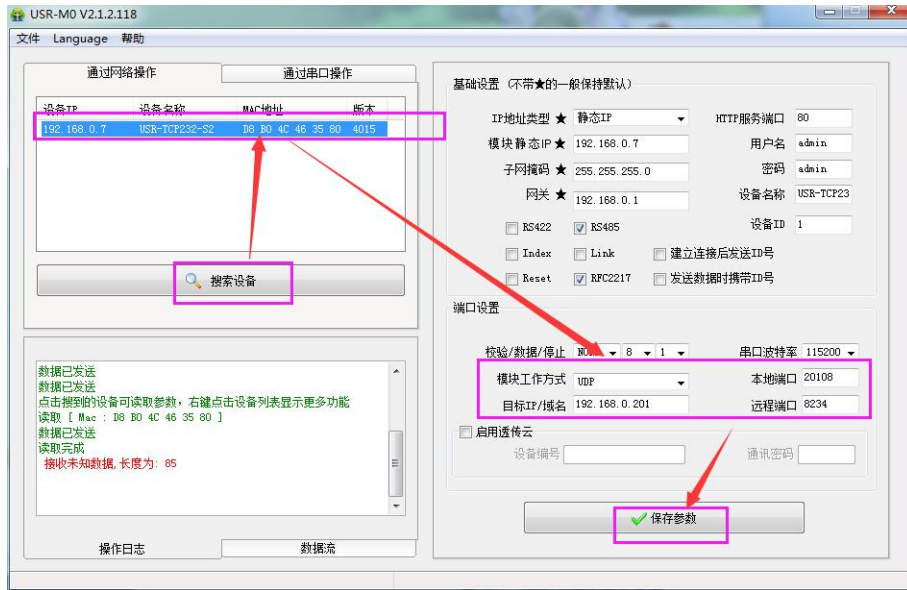 USR-M0 V2.1.2.118
文件 Language 帮助
通过网络操作 通过串口操作
设备IP 设备名称 MAC地址 版本
192.168.0.7 USR-TCP232-S2 D8 B0 4C 46 35 80 4015
搜索设备
数据已发送
数据已发送
点击搜到的设备可读取参数，右键点击设备列表显示更多功能
读取 [ Mac : D8 B0 4C 46 35 80 ]
数据已发送
读取完成
接收未知数据,长度为: 85
操作日志 数据流
基础设置 (不带★的一般保持默认)
IP地址类型 ★ 静态IP HTTP服务端口 80
模块静态IP★ 192.168.0.7 用户名 admin
子网掩码 ★ 255.255.255.0 密码 admin
网关 ★ 192.168.0.1 设备名称 USR-TCP23
RS422 RS485 设备ID 1
Index Link 建立连接后发送ID号
Reset RFC2217 发送数据时携带ID号
端口设置
校验/数据/停止 8 1 串口波特率 115200
模块工作方式 UDP 本地端口 20108
目标IP/域名 192.168.0.201 远程端口 8234
启用透传云
设备编号 通讯密码
保存参数